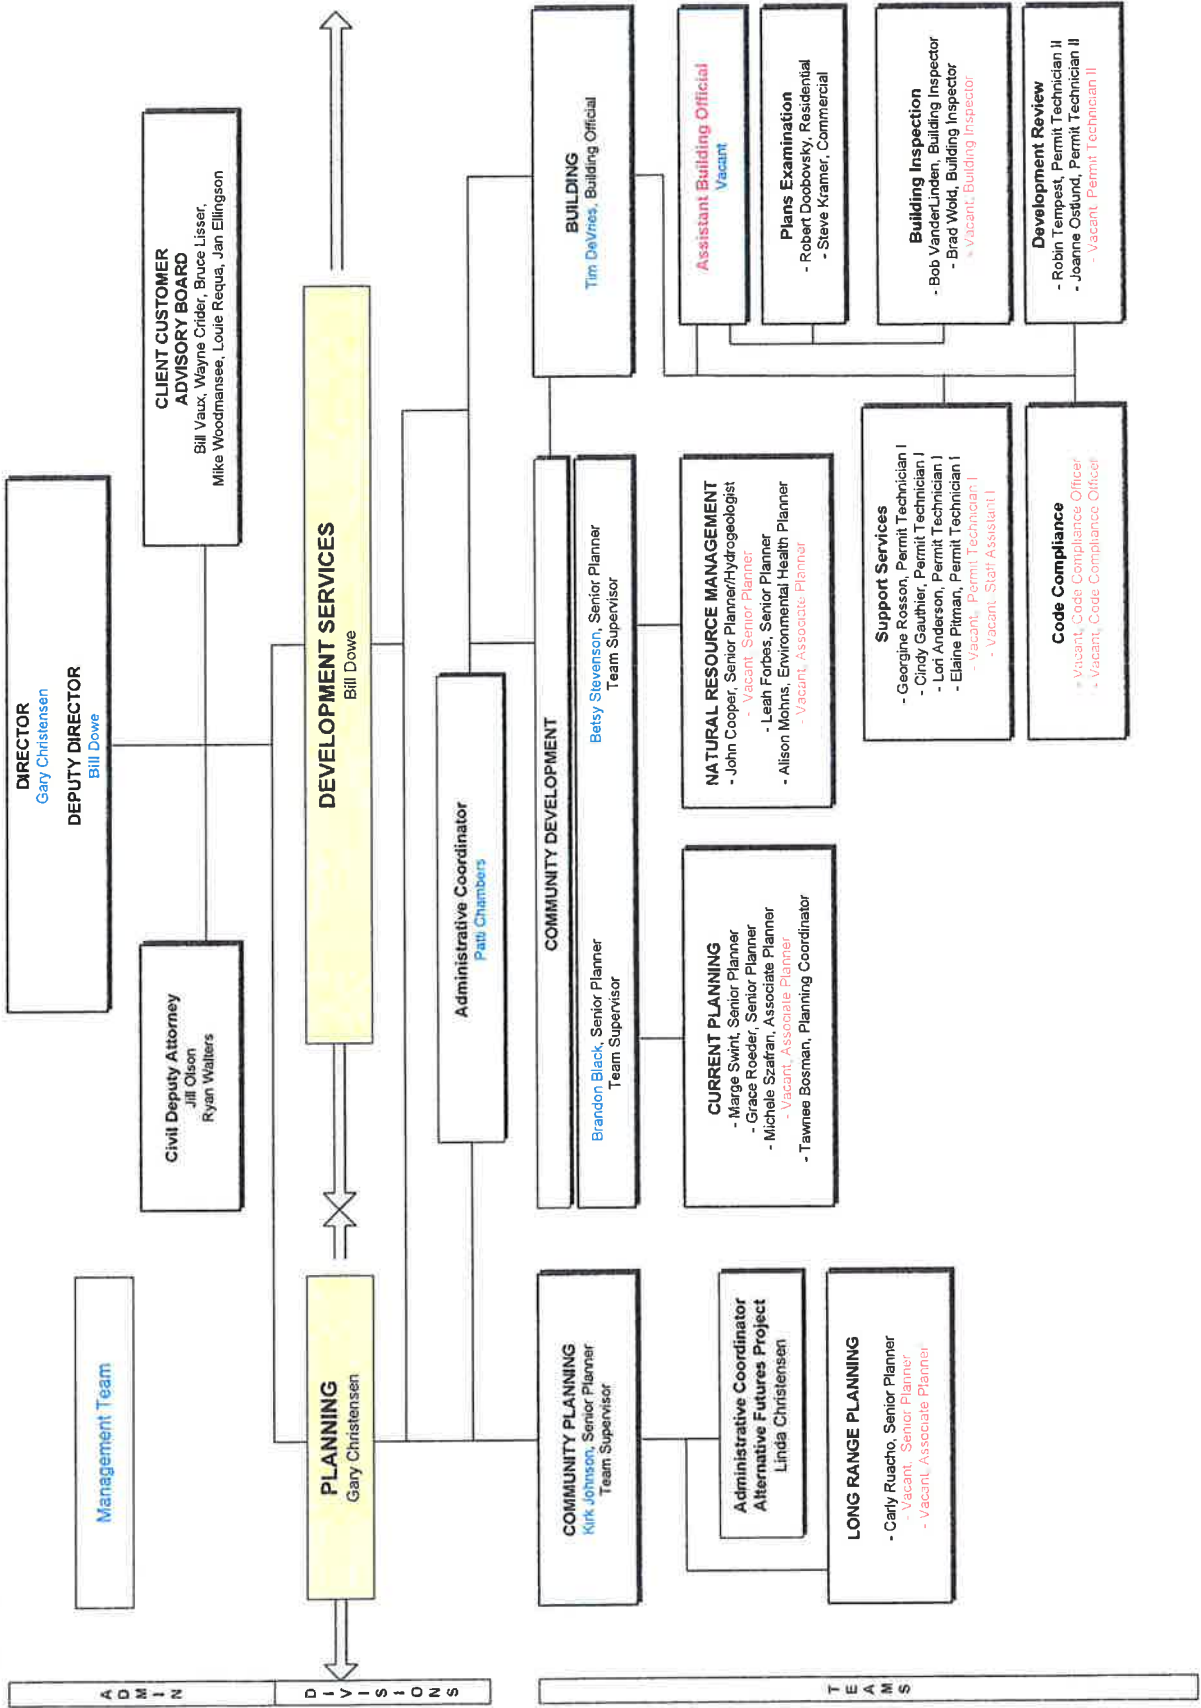 Management Team
DIRECTOR
Gary Christensen
DEPUTY DIRECTOR
Bill Dowe
Civil Deputy Attorney
Jill Olson
Ryan Walters
CLIENT CUSTOMER
ADVISORY BOARD
Bill Vaux, Wayne Crider, Bruce Lisser,
Mike Woodmansee, Louie Requa, Jan Ellingson
ADMIN
DIVISIONS
PLANNING
Gary Christensen
DEVELOPMENT SERVICES
Bill Dowe
Administrative Coordinator
Patti Chambers
TEAMS
COMMUNITY PLANNING
Kirk Johnson, Senior Planner
Team Supervisor
Administrative Coordinator
Alternative Futures Project
Linda Christensen
LONG RANGE PLANNING
- Carly Ruacho, Senior Planner
- Vacant, Senior Planner
- Vacant, Associate Planner
COMMUNITY DEVELOPMENT
Brandon Black, Senior Planner
Team Supervisor
Betsy Stevenson, Senior Planner
Team Supervisor
CURRENT PLANNING
- Marge Swint, Senior Planner
- Grace Roeder, Senior Planner
- Michele Szafran, Associate Planner
- Vacant, Associate Planner
- Tawnee Bosman, Planning Coordinator
NATURAL RESOURCE MANAGEMENT
- John Cooper, Senior Planner/Hydrogeologist
- Vacant, Senior Planner
- Leah Forbes, Senior Planner
- Alison Mohns, Environmental Health Planner
- Vacant, Associate Planner
BUILDING
Tim DeVries, Building Official
Assistant Building Official
Vacant
Plans Examination
- Robert Doobovsky, Residential
- Steve Kramer, Commercial
Building Inspection
- Bob VanderLinden, Building Inspector
- Brad Wold, Building Inspector
- Vacant, Building Inspector
Development Review
- Robin Tempest, Permit Technician II
- Joanne Ostlund, Permit Technician II
- Vacant, Permit Technician II
Support Services
- Georgine Rosson, Permit Technician I
- Cindy Gauthier, Permit Technician I
- Lori Anderson, Permit Technician I
- Elaine Pitman, Permit Technician I
- Vacant, Permit Technician I
- Vacant, Staff Assistant I
Code Compliance
- Vacant, Code Compliance Officer
- Vacant, Code Compliance Officer